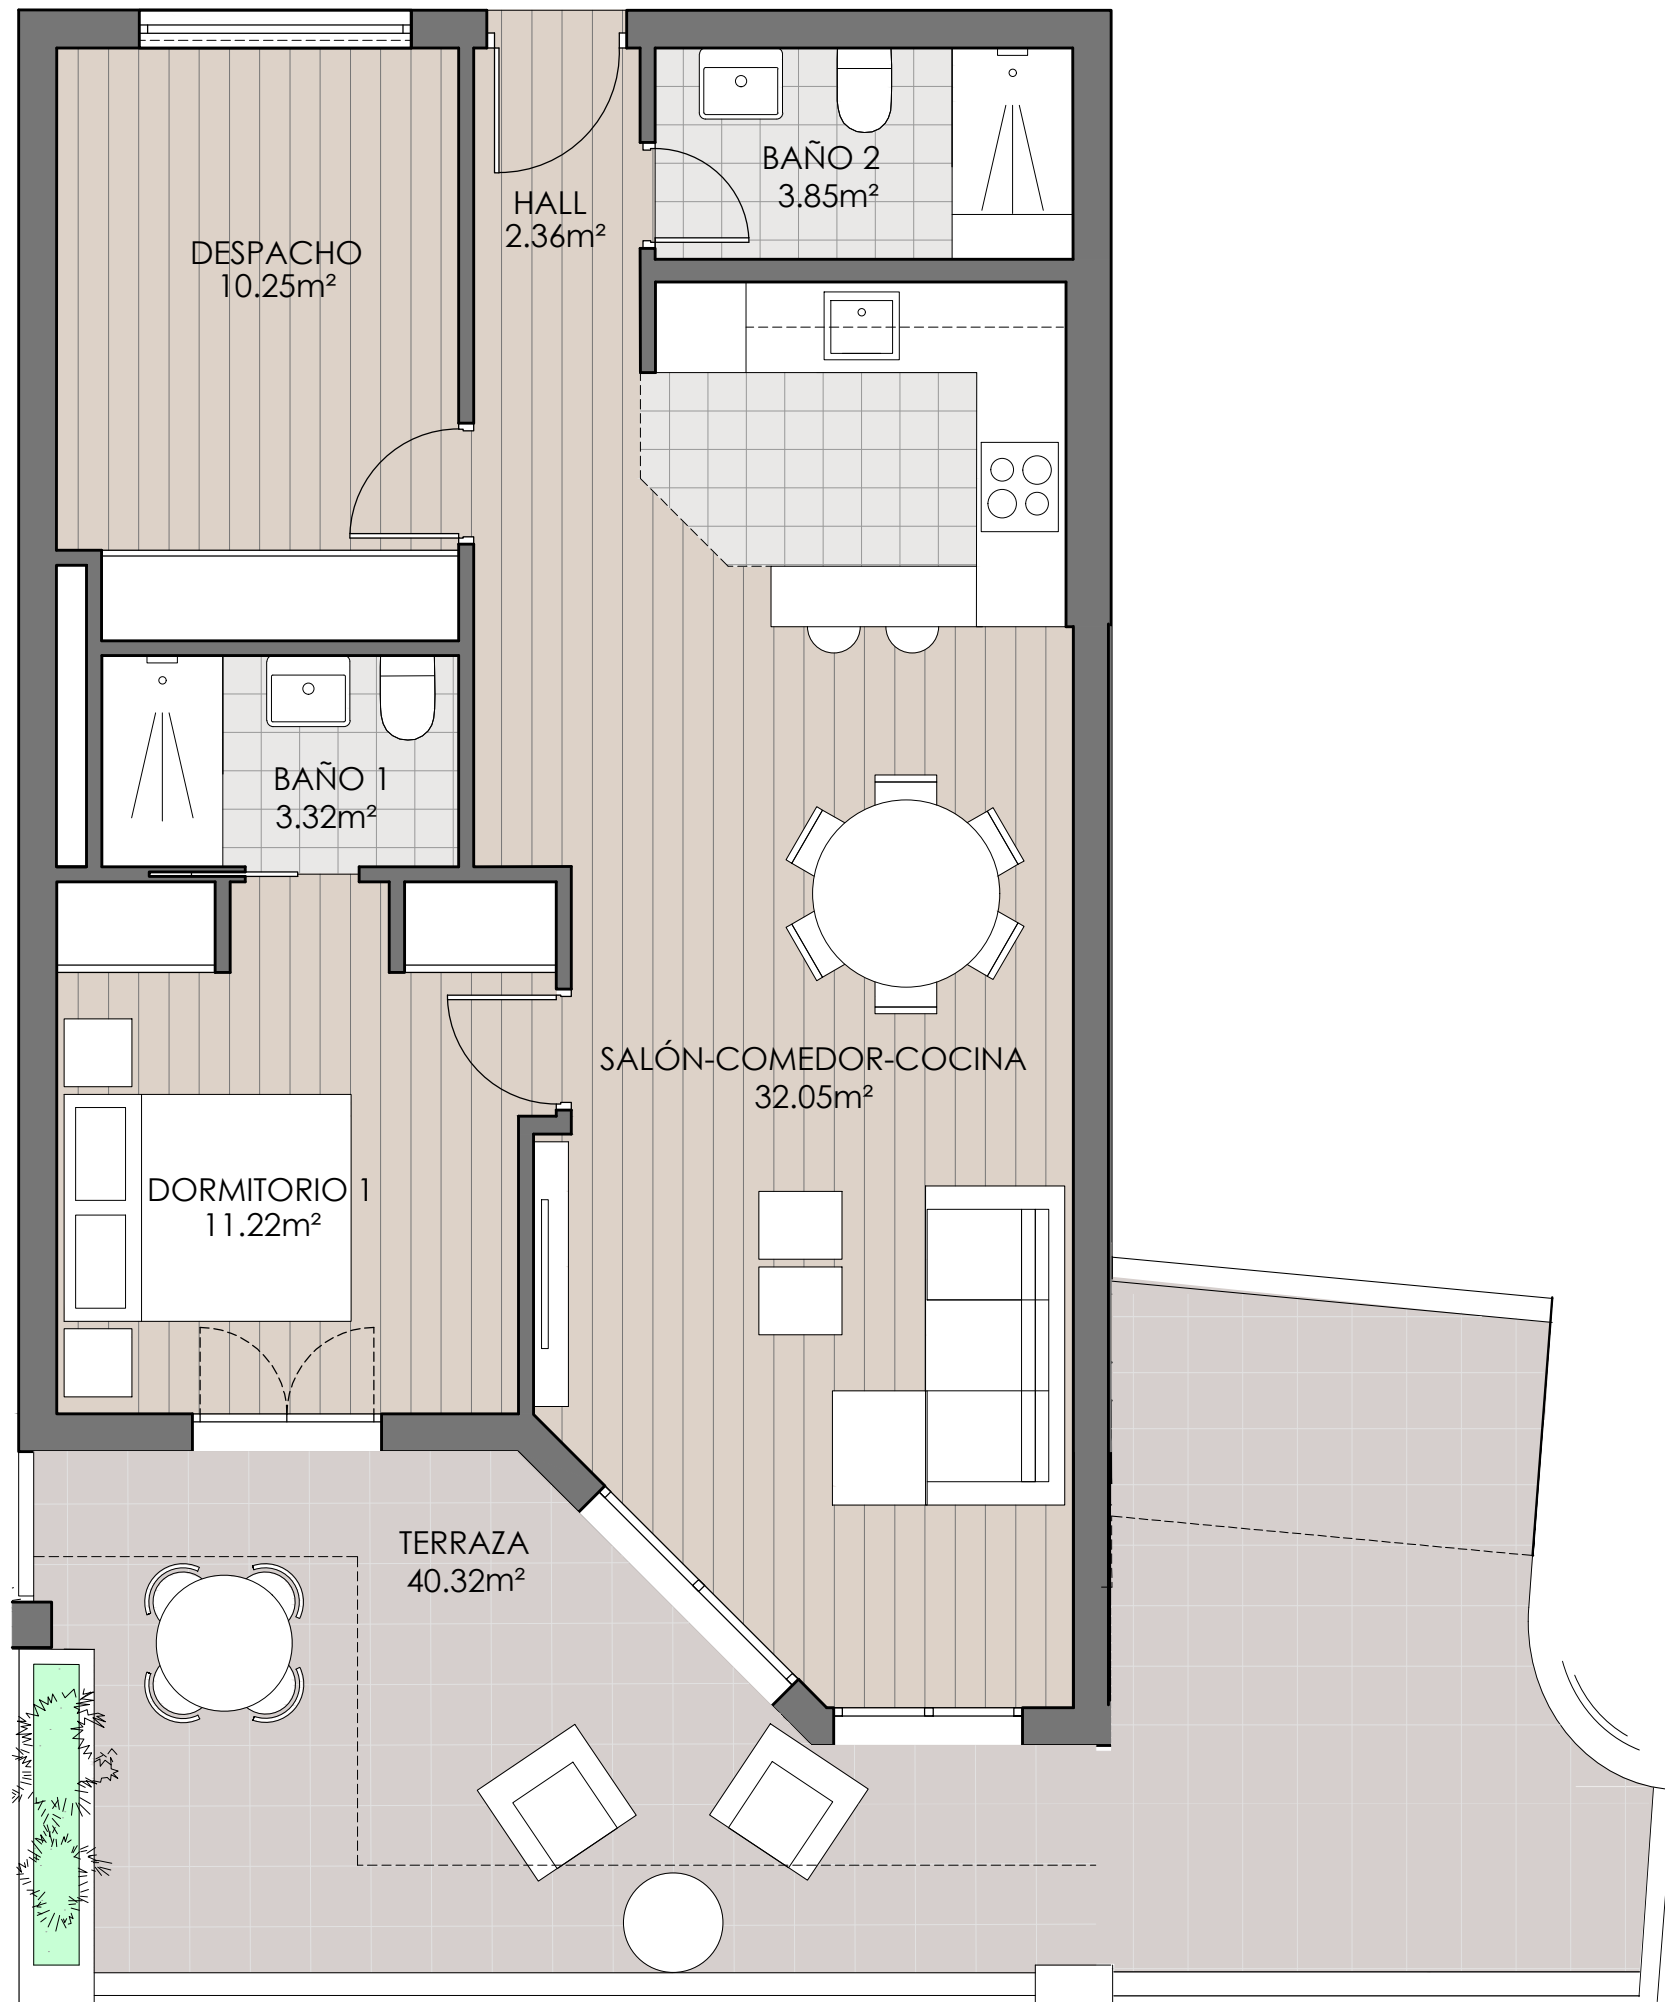 BAÑO 2
3.85m²
HALL
2.36m²
DESPACHO
10.25m²
BAÑO 1
3.32m²
SALÓN-COMEDOR-COCINA
32.05m²
DORMITORIO 1
11.22m²
TERRAZA
40.32m²